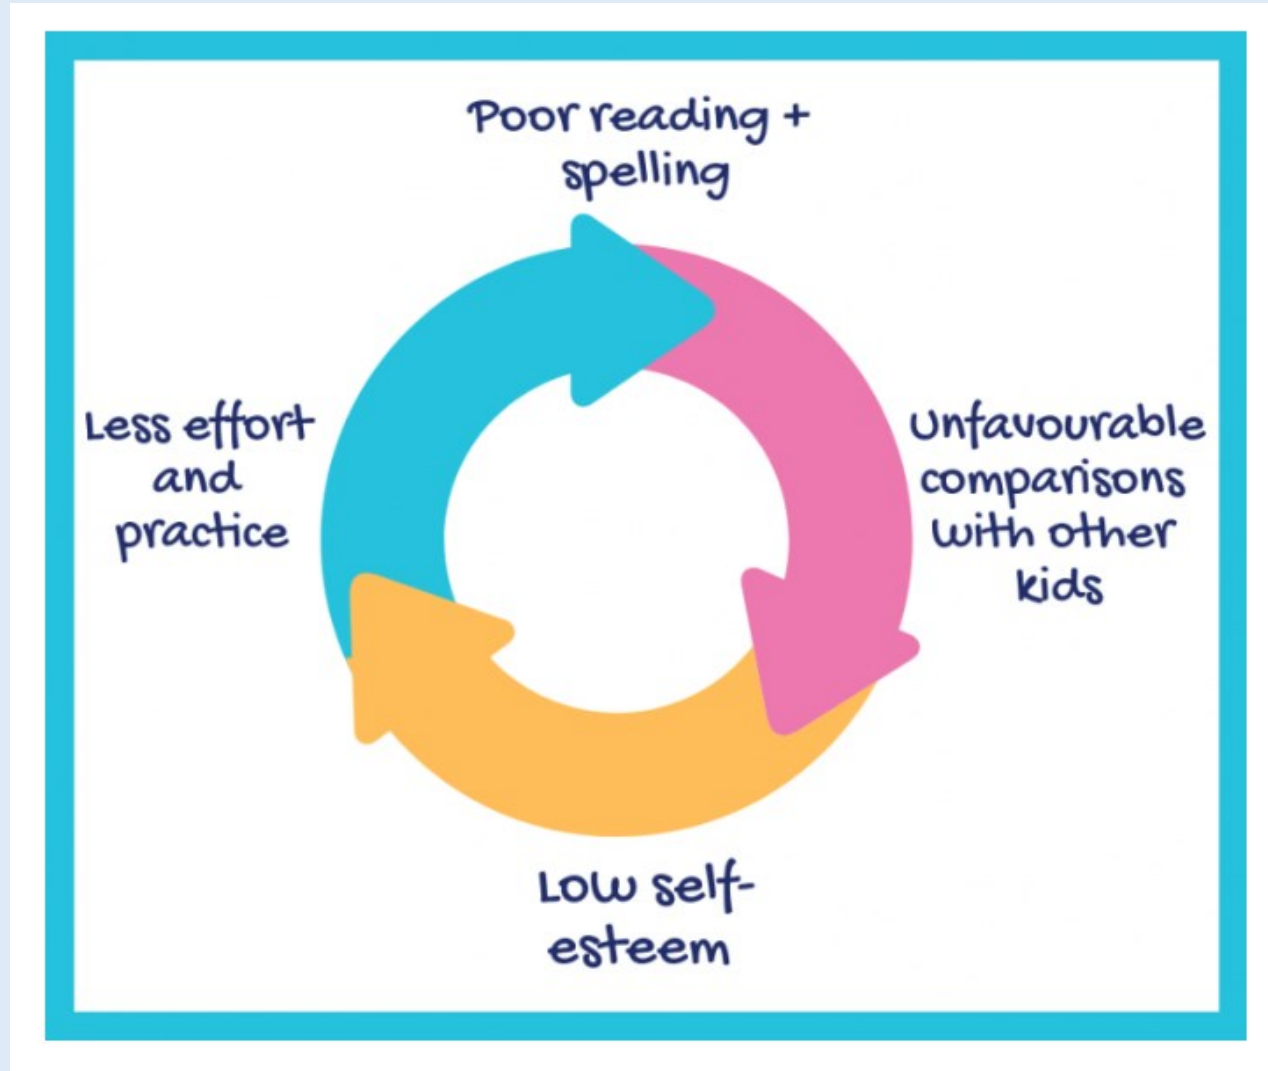 Poor reading +
spelling
Unfavourable
comparisons
with other
kids
Low self-
esteem
Less effort
and
practice